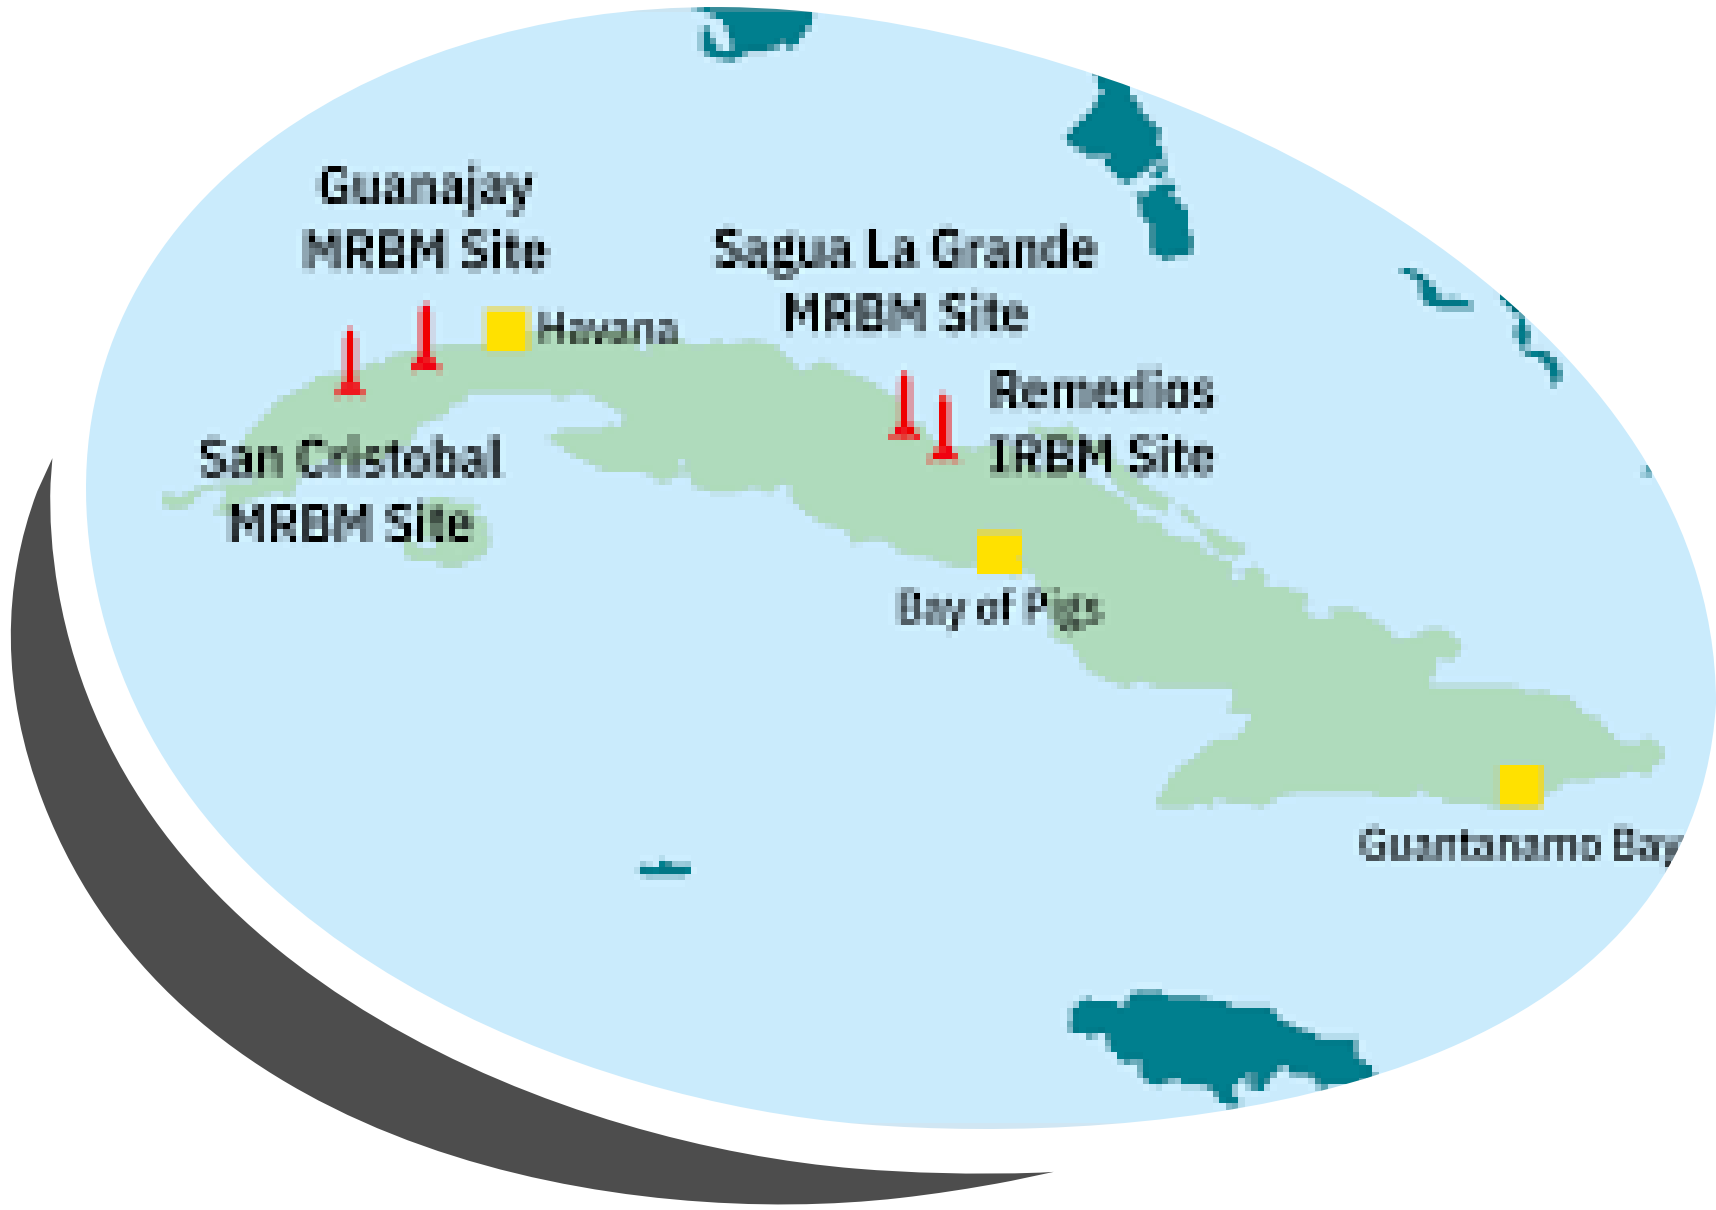 Guanajay
MRBM Site
Sagua La Grande
MRBM Site
Havana
Remedios
IRBM Site
San Cristobal
MRBM Site
Bay of Pigs
Guantanamo Bay